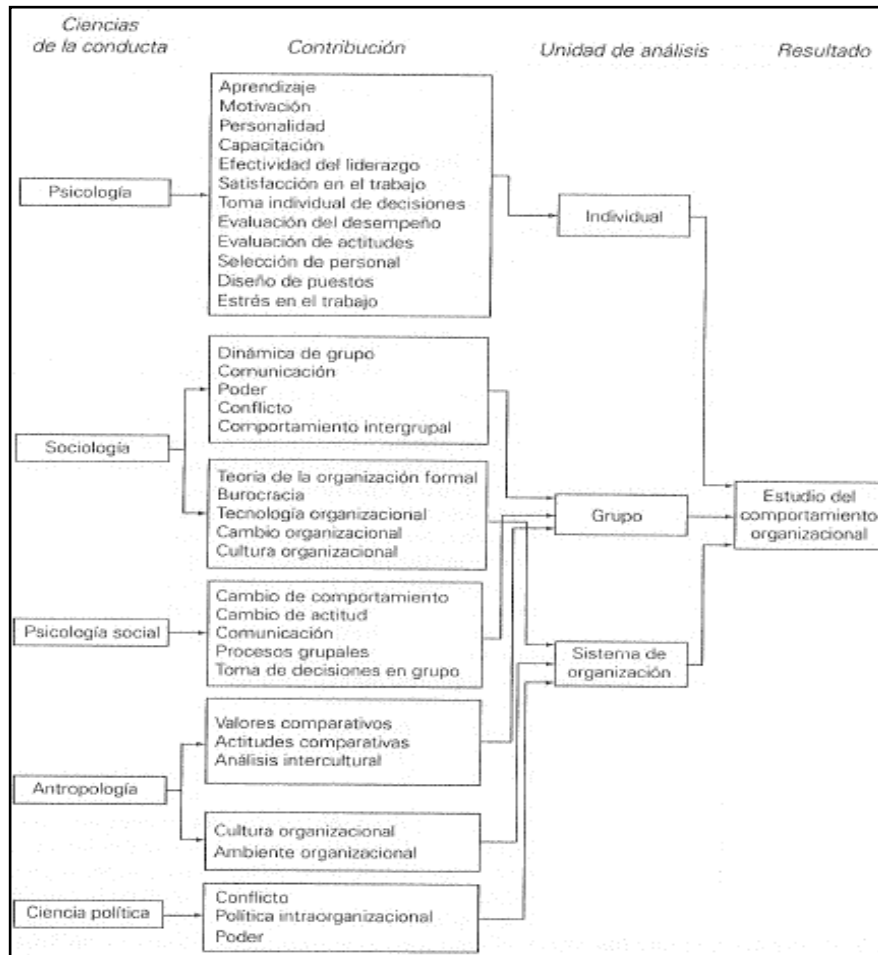 Ciencias
de la conducta
Contribución
Unidad de análisis
Resultado
Psicología
Aprendizaje
Motivación
Personalidad
Capacitación
Efectividad del liderazgo
Satisfacción en el trabajo
Toma individual de decisiones
Evaluación del desempeño
Evaluación de actitudes
Selección de personal
Diseño de puestos
Estrés en el trabajo
Individual
Sociología
Dinámica de grupo
Comunicación
Poder
Conflicto
Comportamiento intergrupal
Teoría de la organización formal
Burocracia
Tecnología organizacional
Cambio organizacional
Cultura organizacional
Grupo
Estudio del
comportamiento
organizacional
Psicología social
Cambio de comportamiento
Cambio de actitud
Comunicación
Procesos grupales
Toma de decisiones en grupo
Sistema de
organización
Antropología
Valores comparativos
Actitudes comparativas
Análisis intercultural
Cultura organizacional
Ambiente organizacional
Ciencia política
Conflicto
Política intraorganizacional
Poder